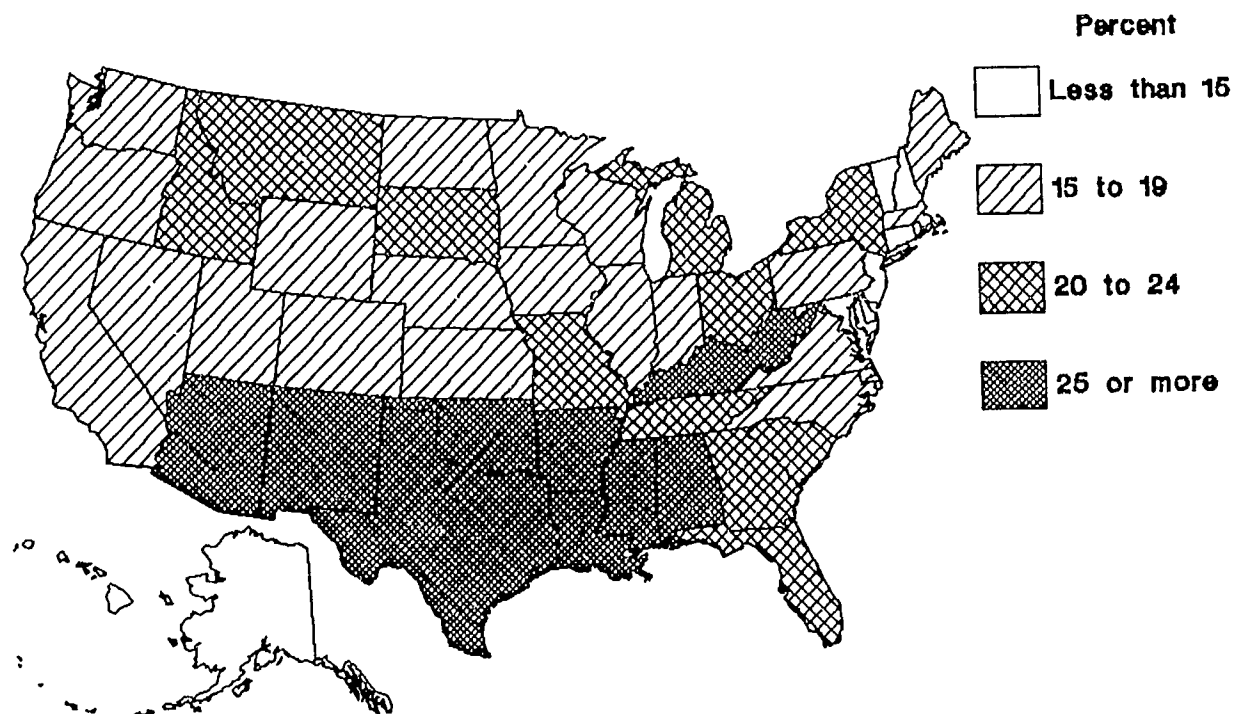 Percent
Less than 15
15 to 19
20 to 24
25 or more